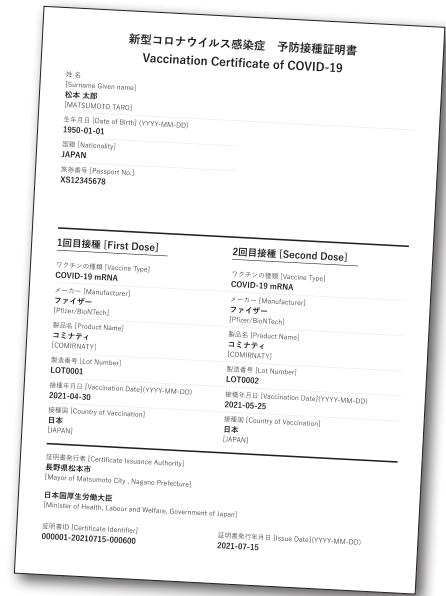 新型コロナウイルス感染症　予防接種証明書
Vaccination Certificate of COVID-19
姓 名
[Surname Given name]
松本 太郎
[MATSUMOTO TARO]
生年月日 [Date of Birth] (YYYY-MM-DD)
1950-01-01
国籍 [Nationality]
JAPAN
旅券番号 [Passport No.]
XS12345678
1回目接種 [First Dose]
ワクチンの種類 [Vaccine Type]
COVID-19 mRNA
メーカー [Manufacturer]
ファイザー
[Pfizer/BioNTech]
製品名 [Product Name]
コミナティ
[COMIRNATY]
製造番号 [Lot Number]
LOT0001
接種年月日 [Vaccination Date](YYYY-MM-DD)
2021-04-30
接種国 [Country of Vaccination]
日本
[JAPAN]
2回目接種 [Second Dose]
ワクチンの種類 [Vaccine Type]
COVID-19 mRNA
メーカー [Manufacturer]
ファイザー
[Pfizer/BioNTech]
製品名 [Product Name]
コミナティ
[COMIRNATY]
製造番号 [Lot Number]
LOT0002
接種年月日 [Vaccination Date](YYYY-MM-DD)
2021-05-25
接種国 [Country of Vaccination]
日本
[JAPAN]
証明書発行者 [Certificate Issuance Authority]
長野県松本市
[Mayor of Matsumoto City , Nagano Prefecture]
日本国厚生労働大臣
[Minister of Health, Labour and Welfare, Government of Japan]
証明書ID [Certificate Identifier]
000001-20210715-000600
証明書発行年月日 [Issue Date](YYYY-MM-DD)
2021-07-15